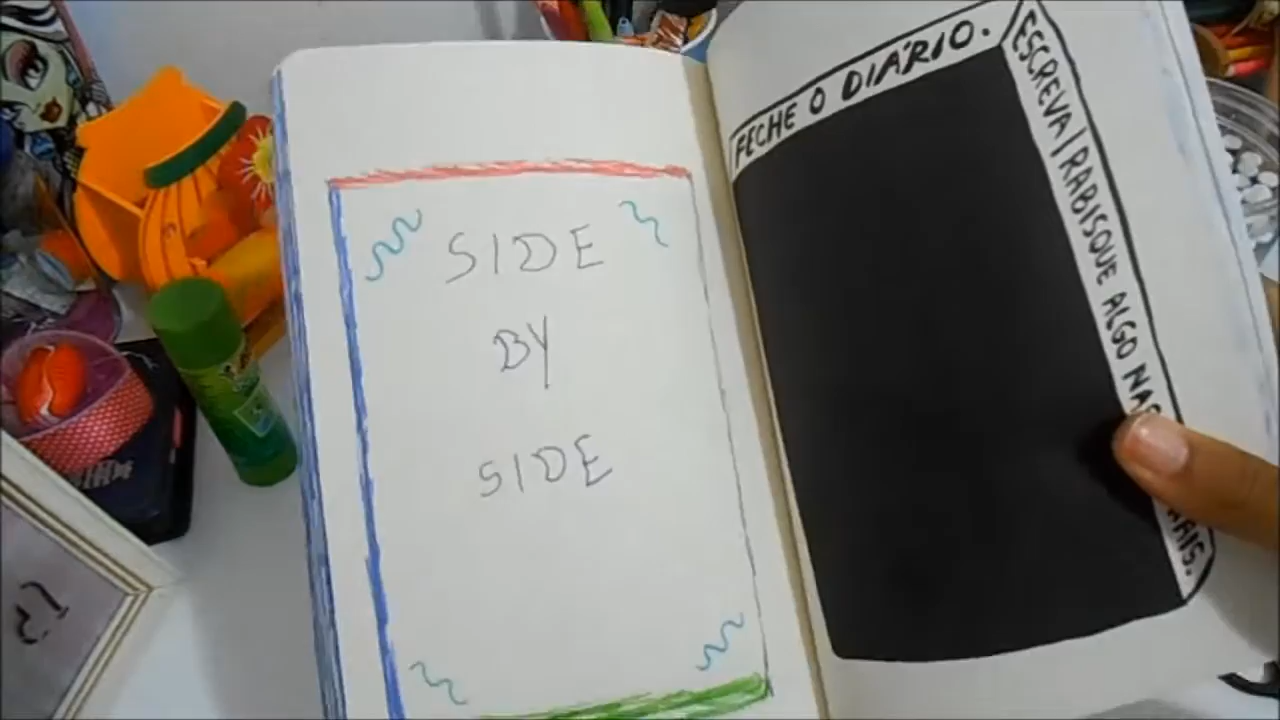 SIDE
BY
SIDE
FECHE O DIÁRIO.
ESCREVA/RABISQUE ALGO NAS